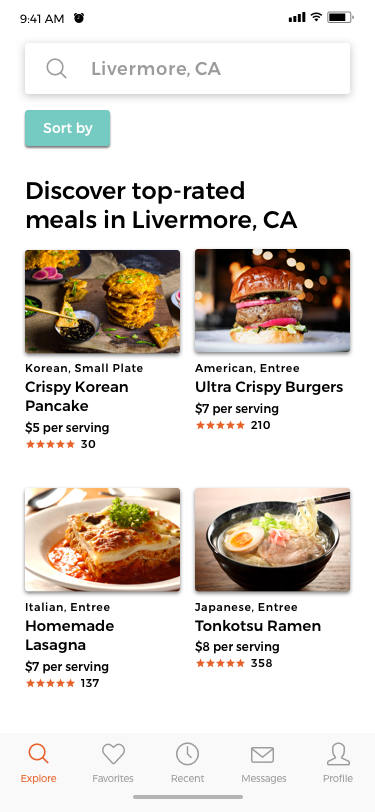 9:41 AM
Livermore, CA
Sort by
Discover top-rated
meals in Livermore, CA
Korean, Small Plate
Crispy Korean
Pancake
$5 per serving
30
American, Entree
Ultra Crispy Burgers
$7 per serving
210
Italian, Entree
Homemade
Lasagna
$7 per serving
137
Japanese, Entree
Tonkotsu Ramen
$8 per serving
358
Explore
Favorites
Recent
Messages
Profile